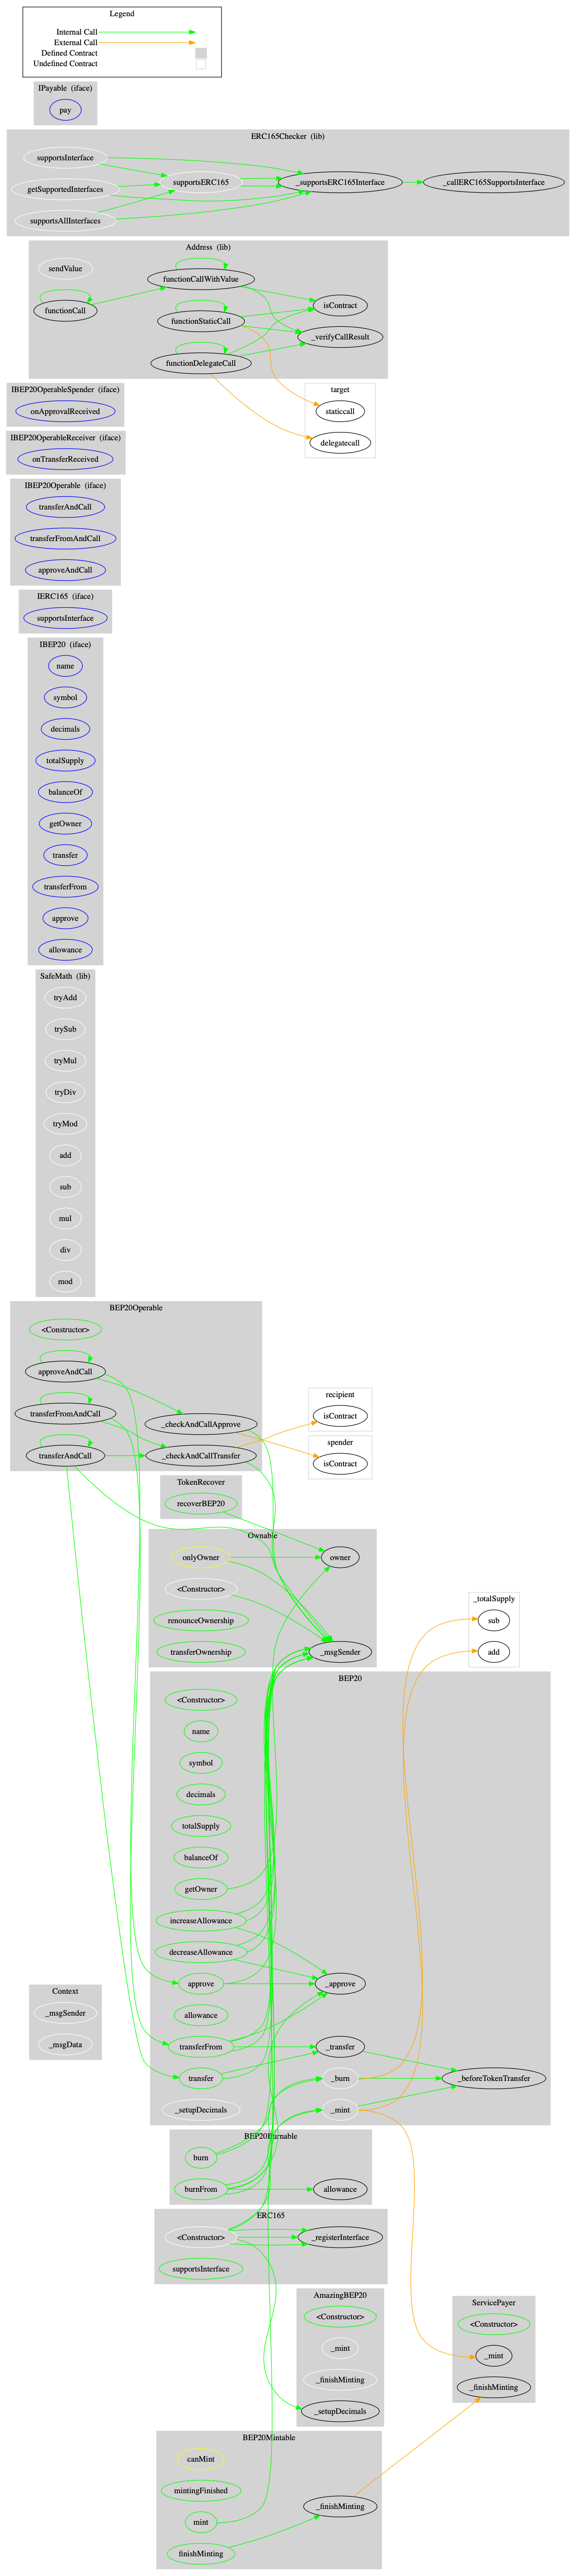 Legend
Internal Call
External Call
Defined Contract
Undefined Contract
IPayable (iface)
pay
ERC165Checker (lib)
supportsInterface
getSupportedInterfaces
supportsAllInterfaces
supportsERC165
_supportsERC165Interface
_callERC165SupportsInterface
Address (lib)
sendValue
functionCall
functionCallWithValue
functionStaticCall
functionDelegateCall
isContract
_verifyCallResult
target
staticcall
delegatecall
IBEP20OperableSpender (iface)
onApprovalReceived
IBEP20OperableReceiver (iface)
onTransferReceived
IBEP20Operable (iface)
transferAndCall
transferFromAndCall
approveAndCall
IERC165 (iface)
supportsInterface
IBEP20 (iface)
name
symbol
decimals
totalSupply
balanceOf
getOwner
transfer
transferFrom
approve
allowance
SafeMath (lib)
tryAdd
trySub
tryMul
tryDiv
tryMod
add
sub
mul
div
mod
BEP20Operable
<Constructor>
approveAndCall
transferFromAndCall
transferAndCall
_checkAndCallApprove
_checkAndCallTransfer
recipient
isContract
spender
isContract
TokenRecover
recoverBEP20
Ownable
onlyOwner
<Constructor>
renounceOwnership
transferOwnership
owner
_msgSender
_totalSupply
sub
add
BEP20
<Constructor>
name
symbol
decimals
totalSupply
balanceOf
getOwner
increaseAllowance
decreaseAllowance
approve
allowance
transferFrom
transfer
_setupDecimals
_approve
_transfer
_burn
_mint
_beforeTokenTransfer
Context
_msgSender
_msgData
BEP20Burnable
burn
burnFrom
allowance
ERC165
<Constructor>
supportsInterface
_registerInterface
AmazingBEP20
<Constructor>
_mint
_finishMinting
_setupDecimals
ServicePayer
<Constructor>
_mint
_finishMinting
BEP20Mintable
canMint
mintingFinished
mint
finishMinting
_finishMinting